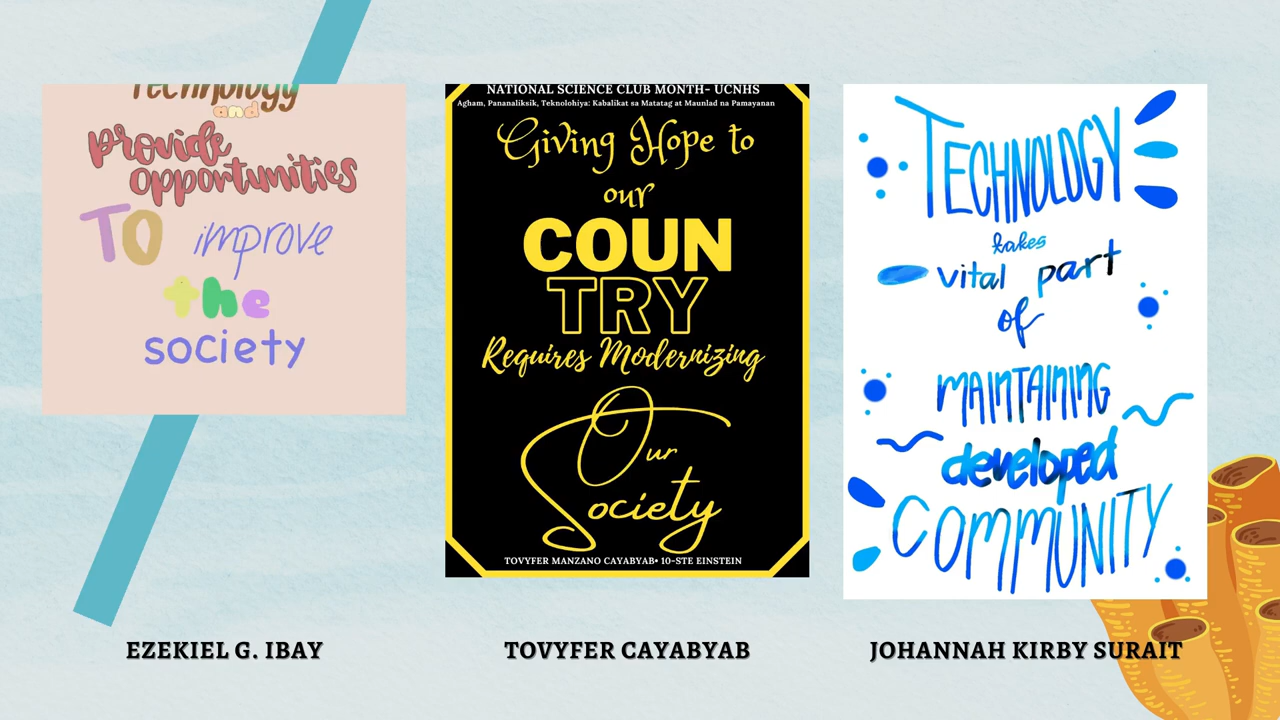 Technology
and
provide
opportunities
TO improve
the
society
EZEKIEL G. IBAY
NATIONAL SCIENCE CLUB MONTH- UCNHS
Agham, Pananaliksik, Teknolohiya: Kabalikat sa Matatag at Maunlad na Pamayanan
Giving Hope to
our
COUN
TRY
Requires Modernizing
Our
Society
TOVYFER MANZANO CAYABYAB• 10-STE EINSTEIN
TOVYFER CAYABYAB
TECHNOLOGY
takes
vital part
of
MAINTAINING
developed
COMMUNITY
JOHANNAH KIRBY SURAIT